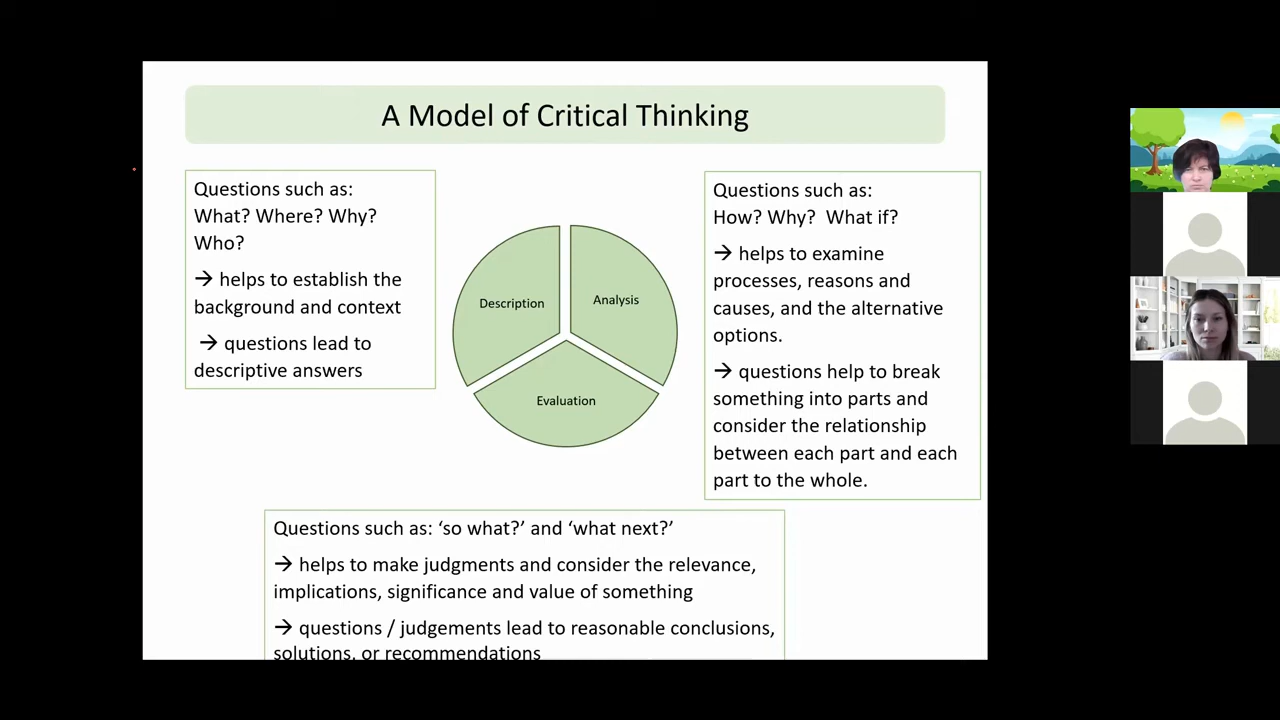 A Model of Critical Thinking
Questions such as:
What? Where? Why?
Who?
→ helps to establish the
background and context
→ questions lead to
descriptive answers
Description
Analysis
Evaluation
Questions such as:
How? Why? What if?
→ helps to examine
processes, reasons and
causes, and the alternative
options.
→ questions help to break
something into parts and
consider the relationship
between each part and each
part to the whole.
Questions such as: ‘so what?’ and ‘what next?’
→ helps to make judgments and consider the relevance,
implications, significance and value of something
→ questions / judgements lead to reasonable conclusions,
solutions, or recommendations